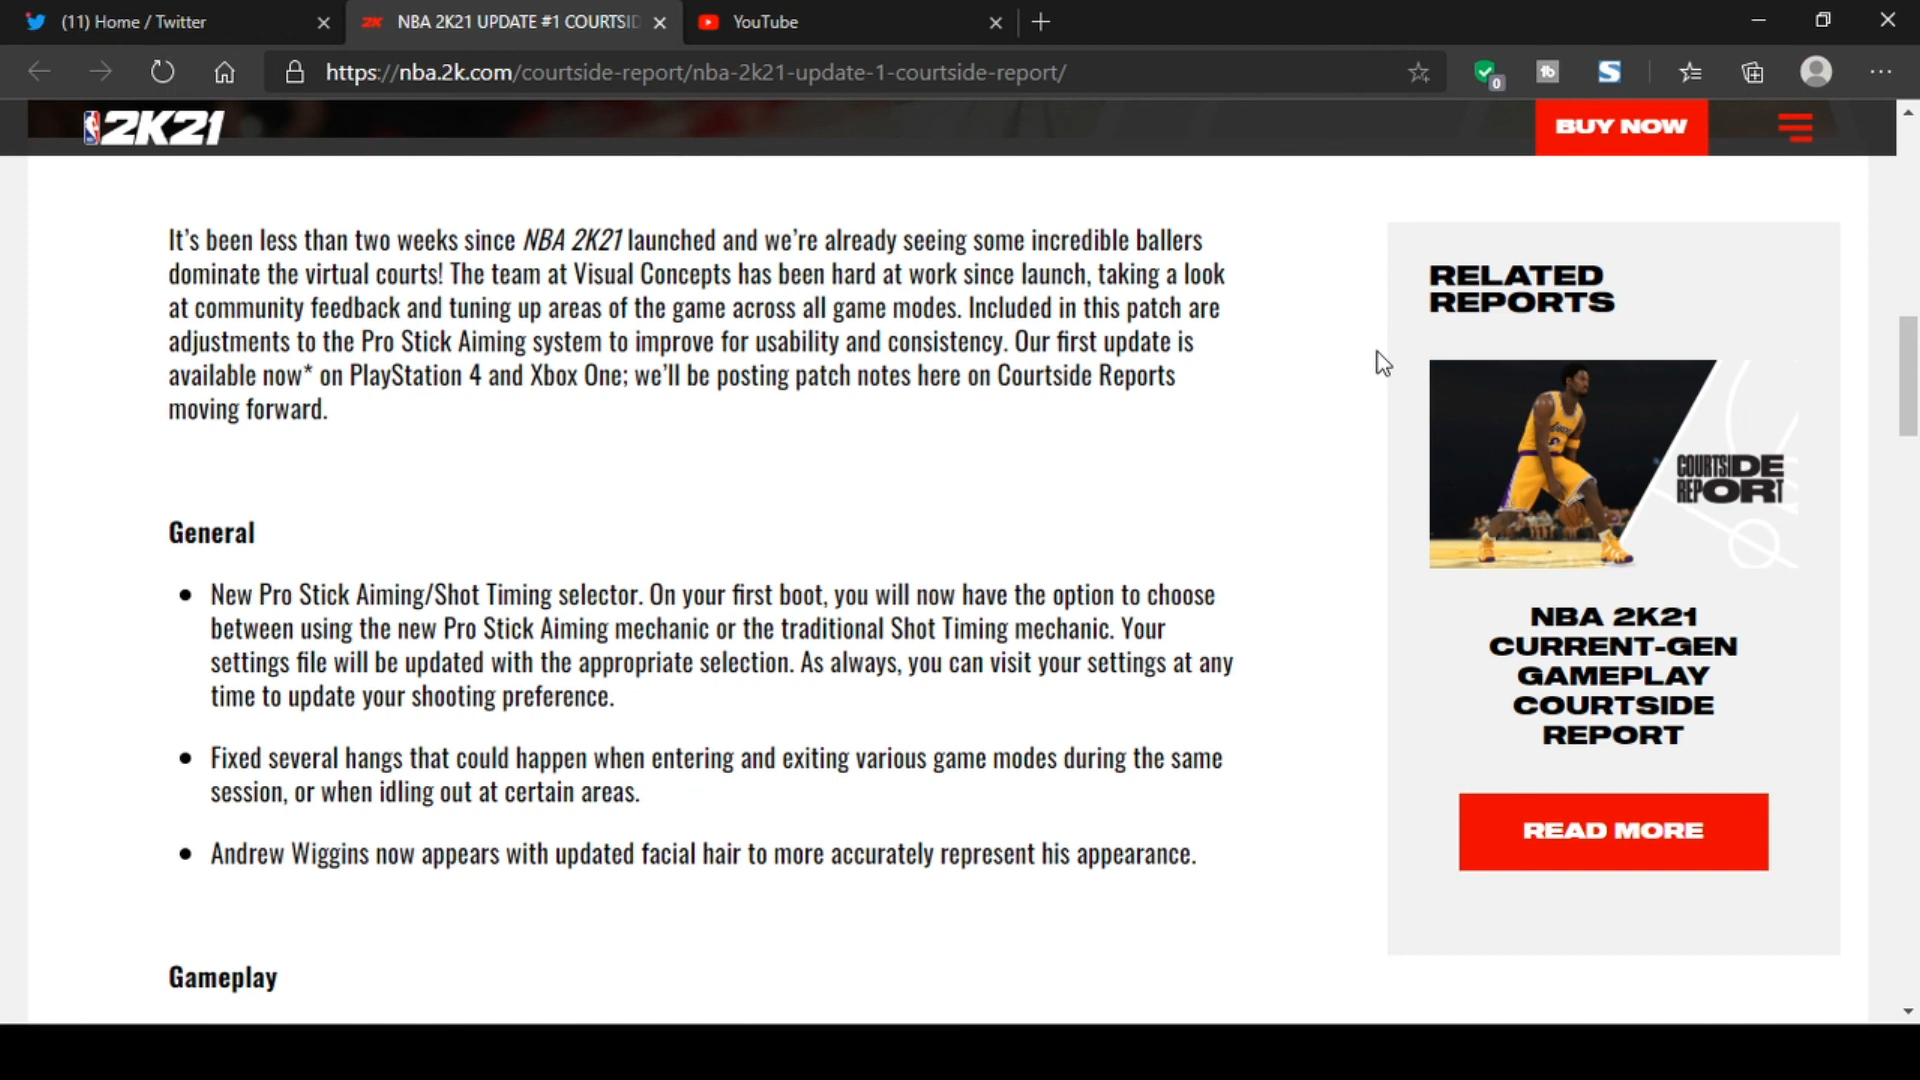 (11) Home / Twitter
2K NBA 2K21 UPDATE #1 COURTSID
YouTube
https://nba.2k.com/courtside-report/nba-2k21-update-1-courtside-report/
0
tb
S
2K21
BUY NOW
It's been less than two weeks since NBA 2K21 launched and we're already seeing some incredible ballers
dominate the virtual courts! The team at Visual Concepts has been hard at work since launch, taking a look
at community feedback and tuning up areas of the game across all game modes. Included in this patch are
adjustments to the Pro Stick Aiming system to improve for usability and consistency. Our first update is
available now* on PlayStation 4 and Xbox One; we'll be posting patch notes here on Courtside Reports
moving forward.
General
• New Pro Stick Aiming/Shot Timing selector. On your first boot, you will now have the option to choose
between using the new Pro Stick Aiming mechanic or the traditional Shot Timing mechanic. Your
settings file will be updated with the appropriate selection. As always, you can visit your settings at any
time to update your shooting preference.
• Fixed several hangs that could happen when entering and exiting various game modes during the same
session, or when idling out at certain areas.
• Andrew Wiggins now appears with updated facial hair to more accurately represent his appearance.
Gameplay
RELATED
REPORTS
COURTSIDE
REPORT
NBA 2K21
CURRENT-GEN
GAMEPLAY
COURTSIDE
REPORT
READ MORE